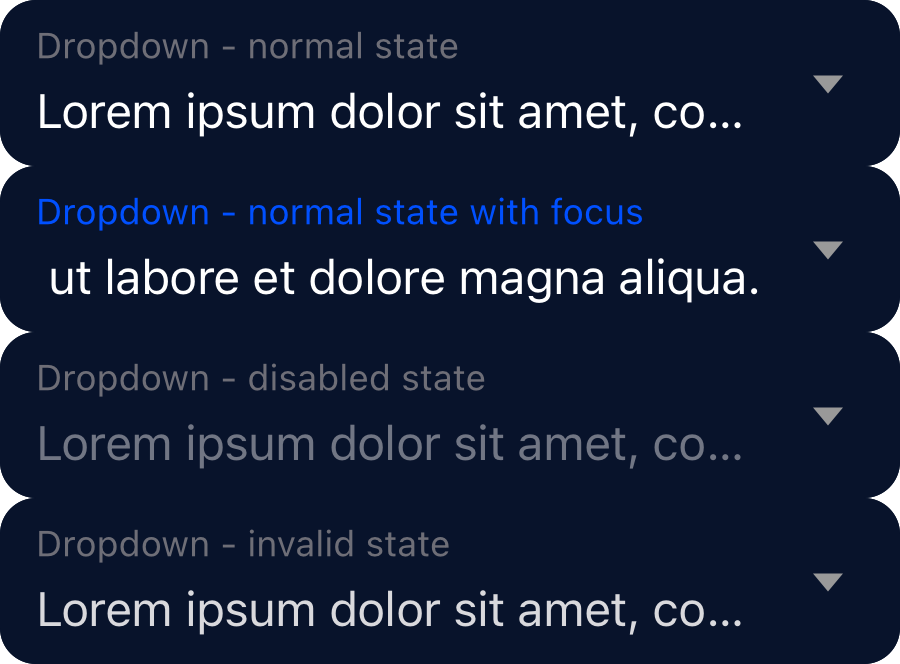 Dropdown - normal state
Lorem ipsum dolor sit amet, co...
Dropdown - normal state with focus
ut labore et dolore magna aliqua.
Dropdown - disabled state
Lorem ipsum dolor sit amet, co...
Dropdown - invalid state
Lorem ipsum dolor sit amet, co...